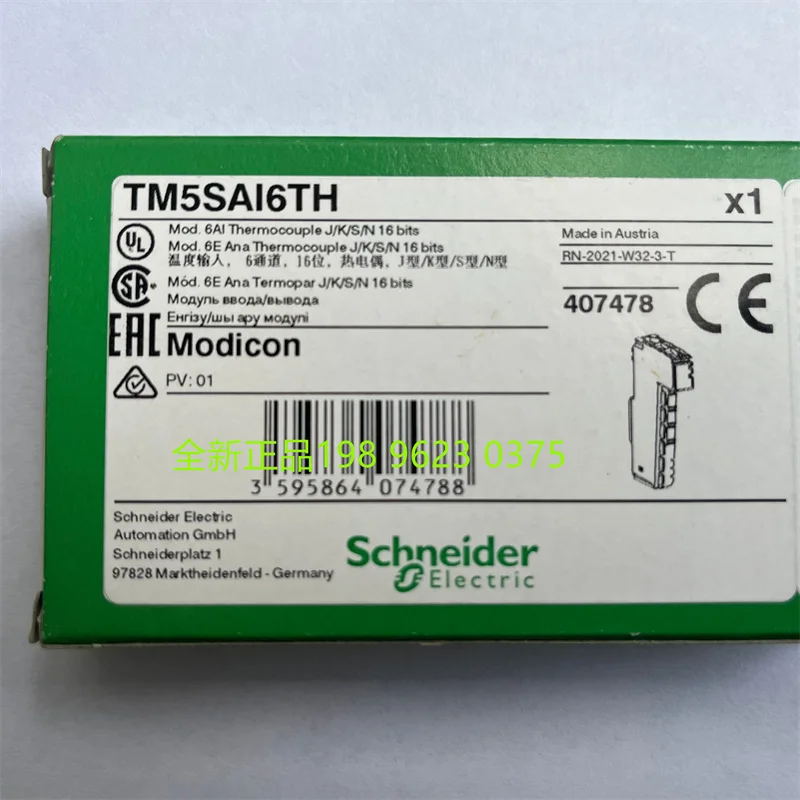 TM5SAI6TH
x1
UL
Mod. 6AI Thermocouple J/K/S/N 16 bits
Mod. 6E Ana Thermocouple J/K/S/N 16 bits
温度输入, 6通道, 16位, 热电偶, J型/K型/S型/N型
Mód. 6E Ana Termopar J/K/S/N 16 bits
Модуль ввода/вывода
Енгізу/шы ару модулі
Made in Austria
RN-2021-W32-3-T
407478
CE
SA
EAC
Modicon
PV: 01
全新正品198 9623 0375
3 595864 074788
Schneider Electric
Automation GmbH
Schneiderplatz 1
97828 Marktheidenfeld - Germany
Schneider
Electric